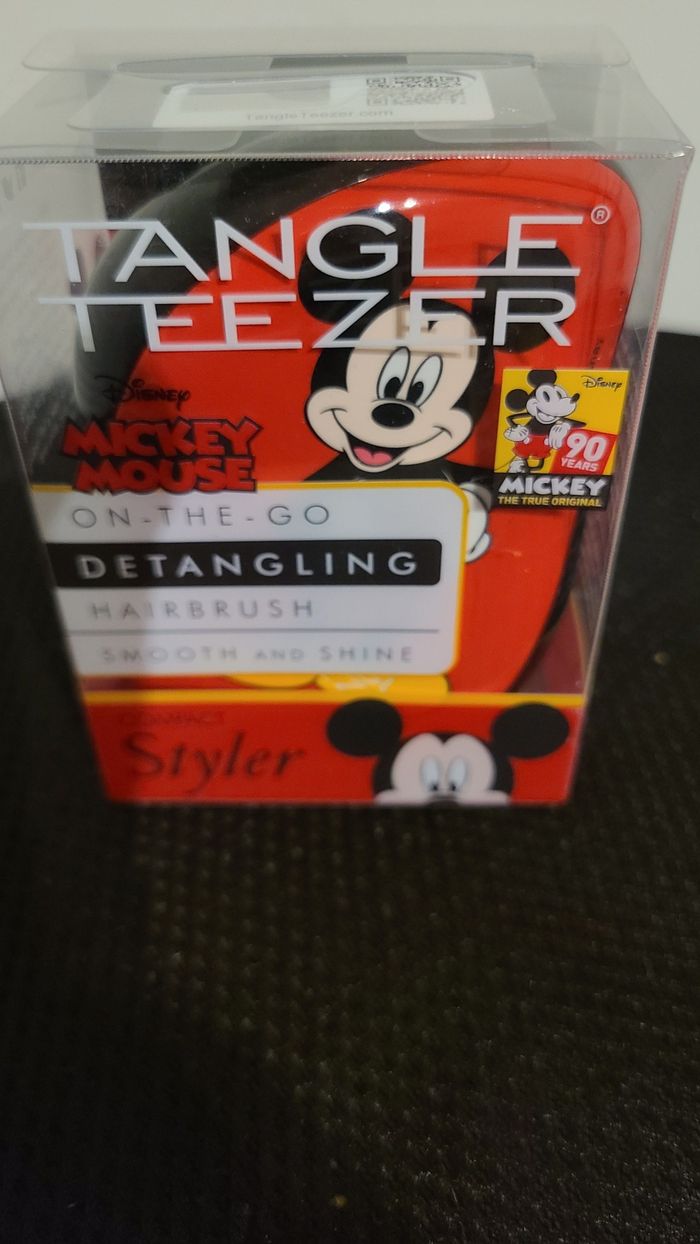 TangleTeezer.com
TANGLE
TEEZER®
Disney
MICKEY
MOUSE
Disney
90
YEARS
MICKEY
THE TRUE ORIGINAL
ON-THE-GO
DETANGLING
HAIRBRUSH
SMOOTH AND SHINE
COMPACT
Styler